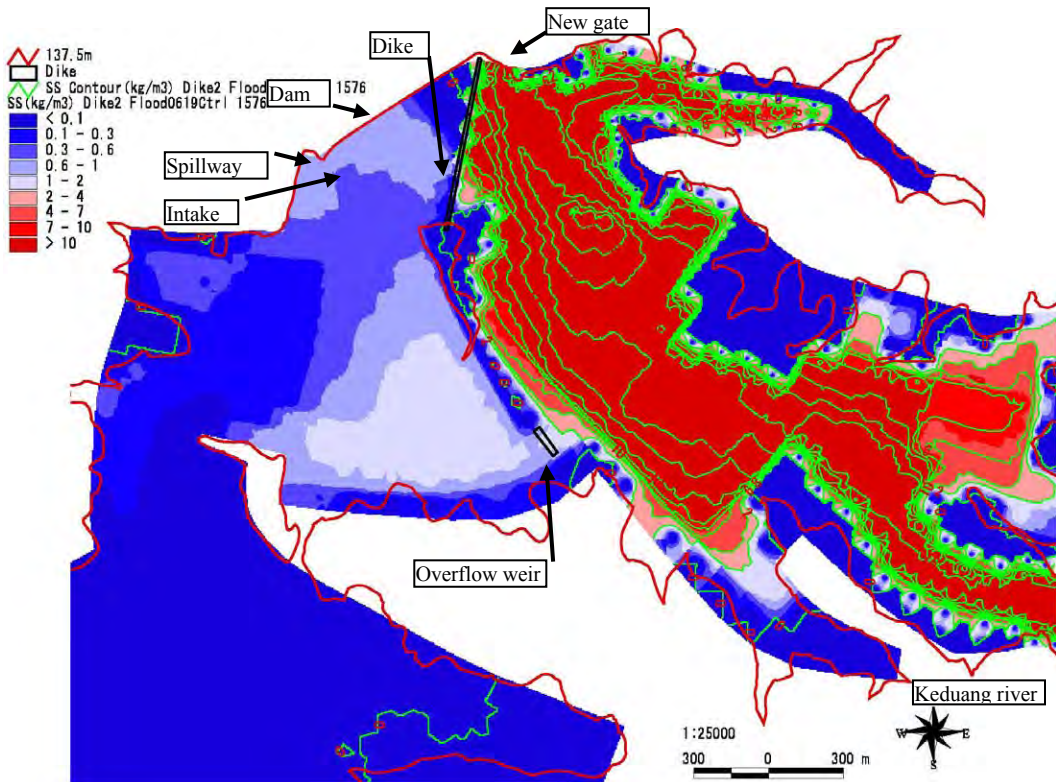 New gate
Dike
137.5m
Dike
SS Contour(kg/m3) Dike2 Flood 1576
SS(kg/m3) Dike2 Flood0619Ctrl 1576
Dam
< 0.1
0.1 - 0.3
0.3 - 0.6
0.6 - 1
1 - 2
2 - 4
4 - 7
7 - 10
> 10
Spillway
Intake
Overflow weir
Keduang river
1:25000
300 0 300 m
W E
S